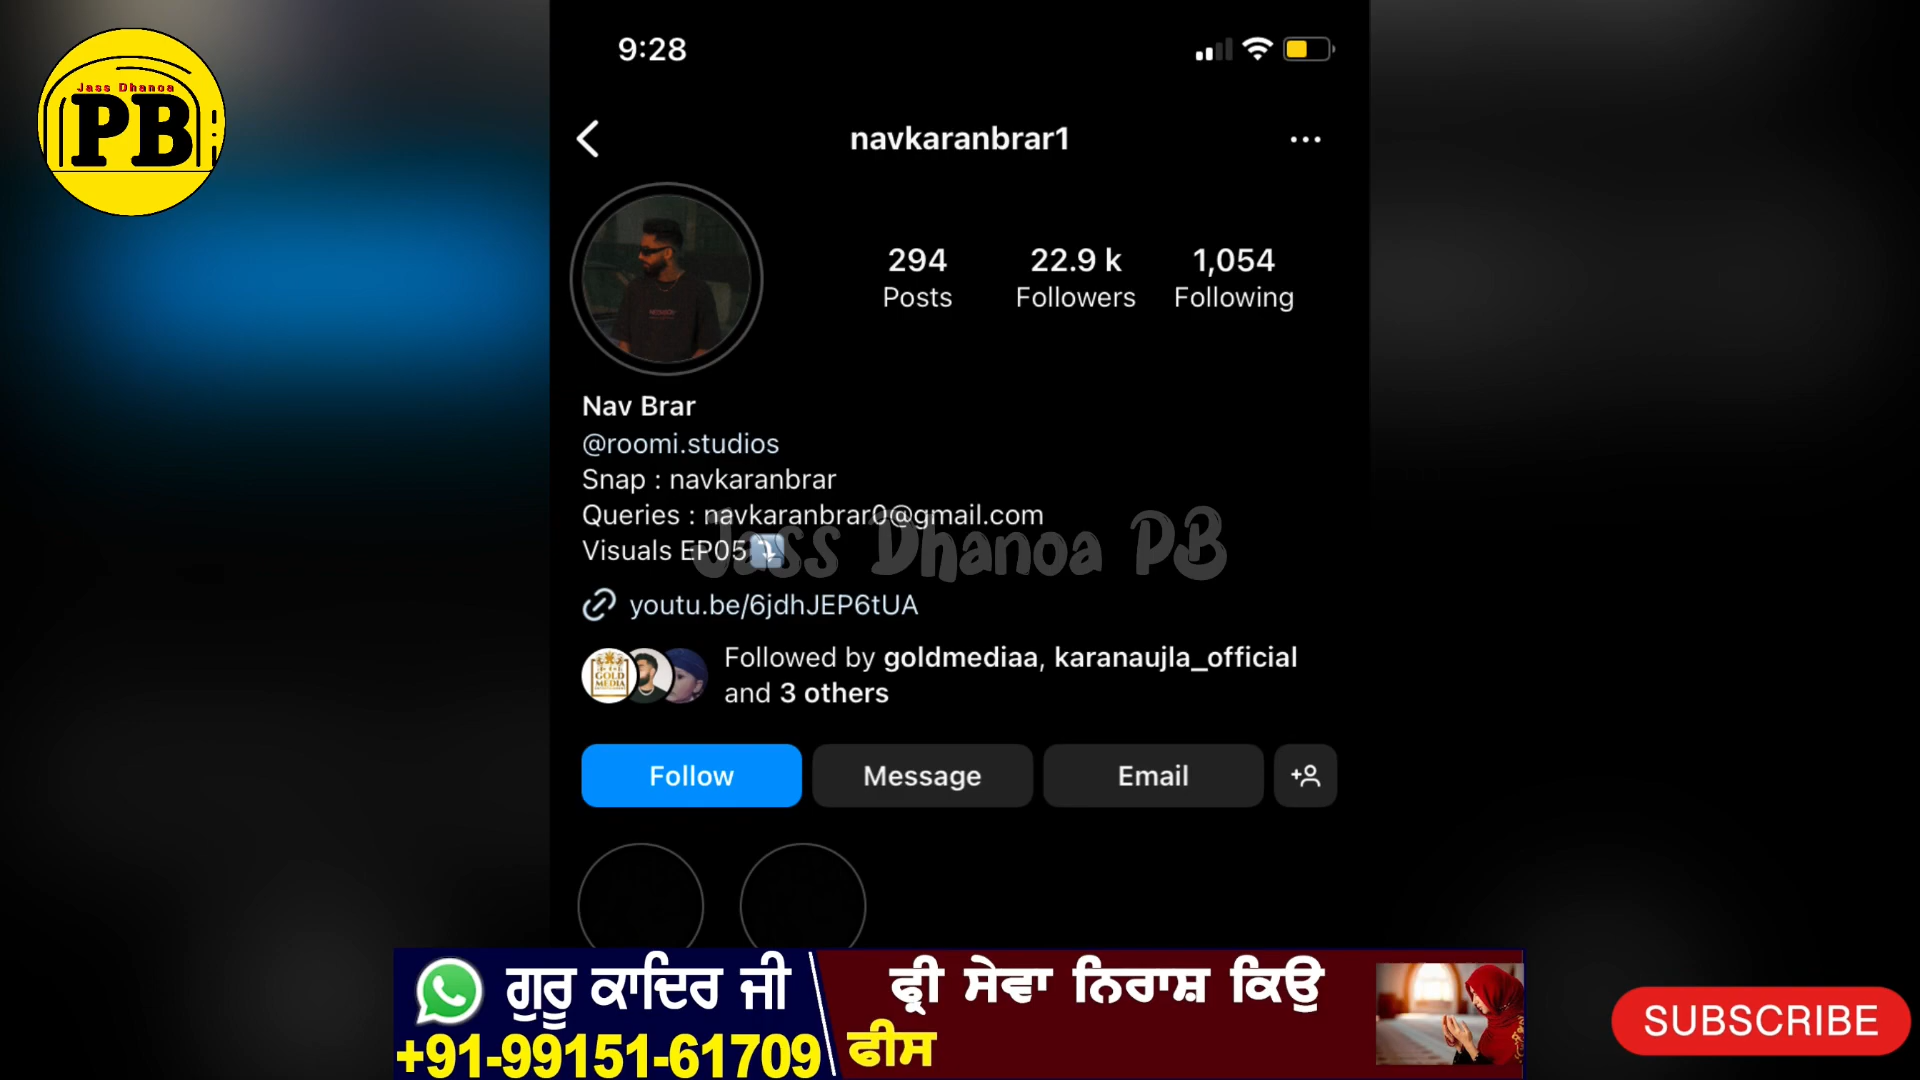 9:28
Jass Dhanoa
PB
navkaranbrar1
294
Posts
22.9 k
Followers
1,054
Following
Nav Brar
@roomi.studios
Snap : navkaranbrar
Queries : navkaranbrar0@gmail.com
Visuals EP05
Jass Dhanoa PB
youtu.be/6jdhJEP6tUA
GOLD
MEDIA
Followed by goldmediaa, karanaujla_official
and 3 others
Follow
Message
Email
ਗੁਰੂ ਕਾਦਿਰ ਜੀ
+91-99151-61709
ਫ੍ਰੀ ਸੇਵਾ ਨਿਰਾਸ਼ ਕਿਉ
ਫੀਸ
SUBSCRIBE